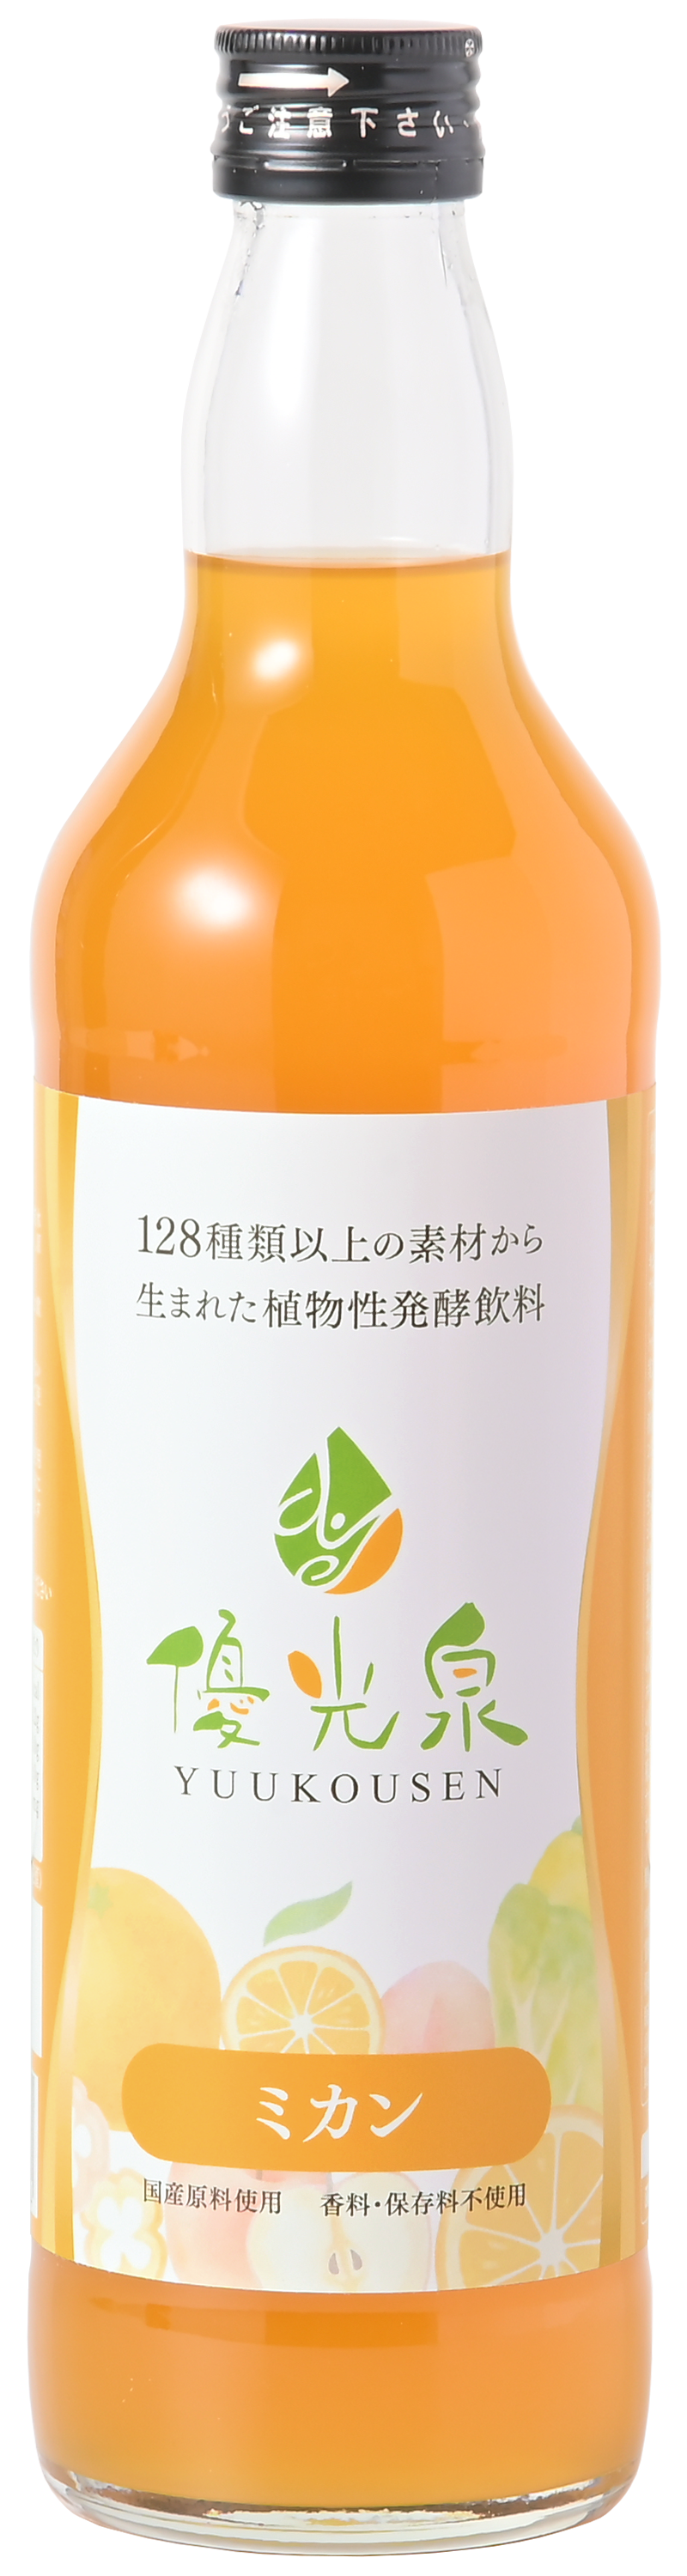 ご注意下さい、
128種類以上の素材から
生まれた植物性発酵飲料
優光泉
YUUKOUSEN
ミカン
国産原料使用 香料・保存料不使用